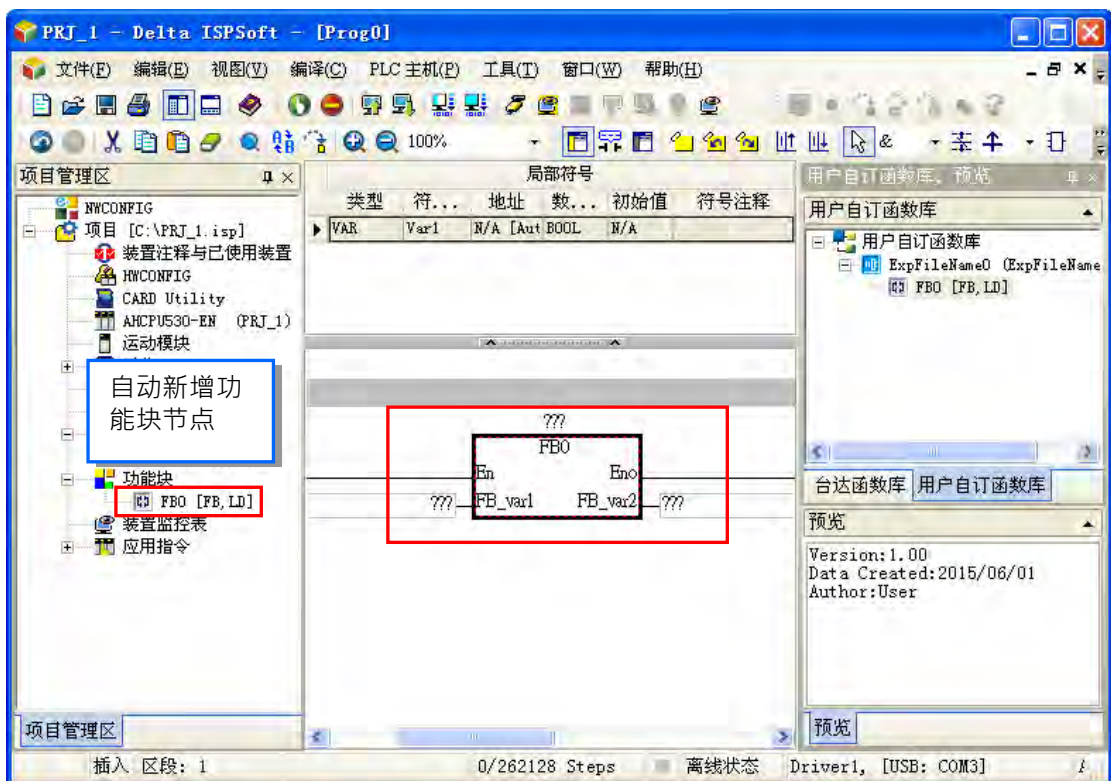 PRJ_1 - Delta ISPSoft - [Prog0]
文件(F) 编辑(E) 视图(V) 编译(C) PLC 主机(P) 工具(T) 窗口(W) 帮助(H)
100%
项目管理区
NWCONFIG
项目 [C:\PRJ_1.isp]
装置注释与已使用装置
HWCONFIG
CARD Utility
AHCPU530-EN (PRJ_1)
运动模块
自动新增功
能块节点
功能块
FB0 [FB,LD]
装置监控表
应用指令
项目管理区
局部符号
类型 符... 地址 数... 初始值 符号注释
VAR Var1 N/A [Aut BOOL N/A
???
FB0
En Eno
??? FB_var1 FB_var2 ???
用户自订函数库, 预览
用户自订函数库
用户自订函数库
ExpFileName0 (ExpFileName
FB0 [FB,LD]
台达函数库 用户自订函数库
预览
Version:1.00
Data Created:2015/06/01
Author:User
预览
插入 区段: 1 0/262128 Steps 离线状态 Driver1, [USB: COM3]